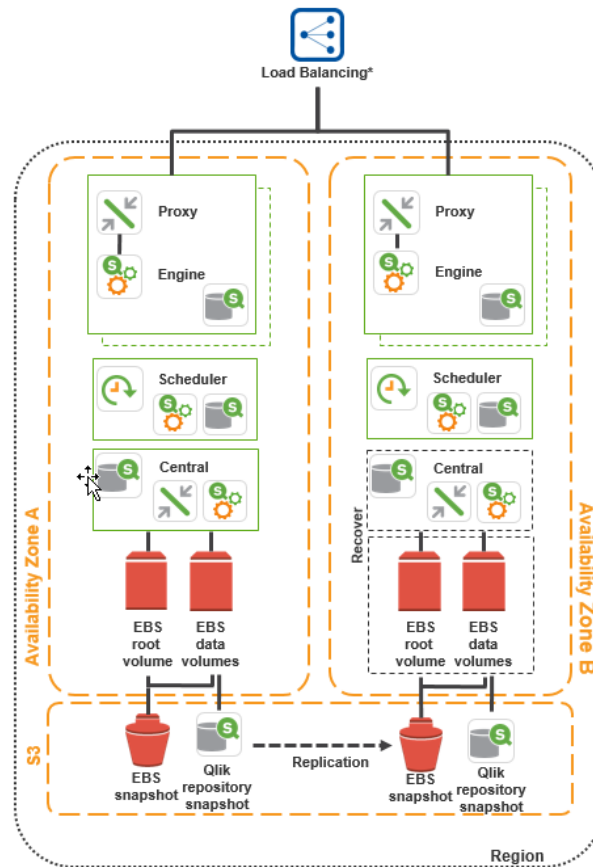 Load Balancing*
Proxy
Engine
Scheduler
Central
EBS
root
volume
EBS
data
volumes
Availability Zone A
Proxy
Engine
Scheduler
Central
Recover
EBS
root
volume
EBS
data
volumes
Availability Zone B
S3
EBS
snapshot
Qlik
repository
snapshot
Replication
EBS
snapshot
Qlik
repository
snapshot
Region